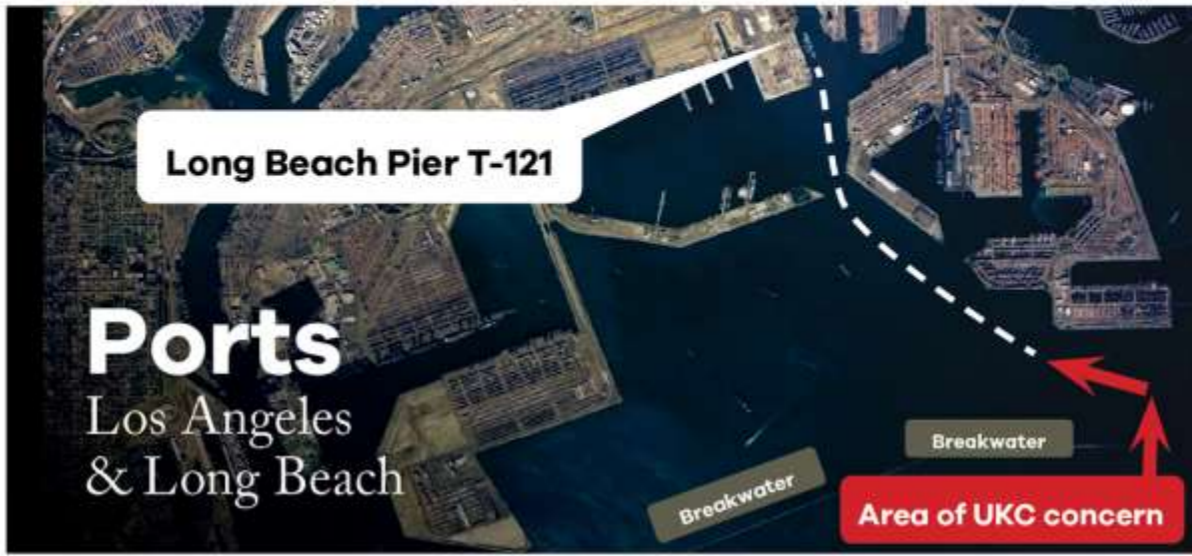 Long Beach Pier T-121
Ports
Los Angeles
& Long Beach
Breakwater
Breakwater
Area of UKC concern